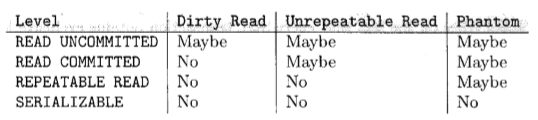 Level Dirty Read Unrepeatable Read Phantom
READ UNCOMMITTED Maybe Maybe Maybe
READ COMMITTED No Maybe Maybe
REPEATABLE READ No No Maybe
SERIALIZABLE No No No